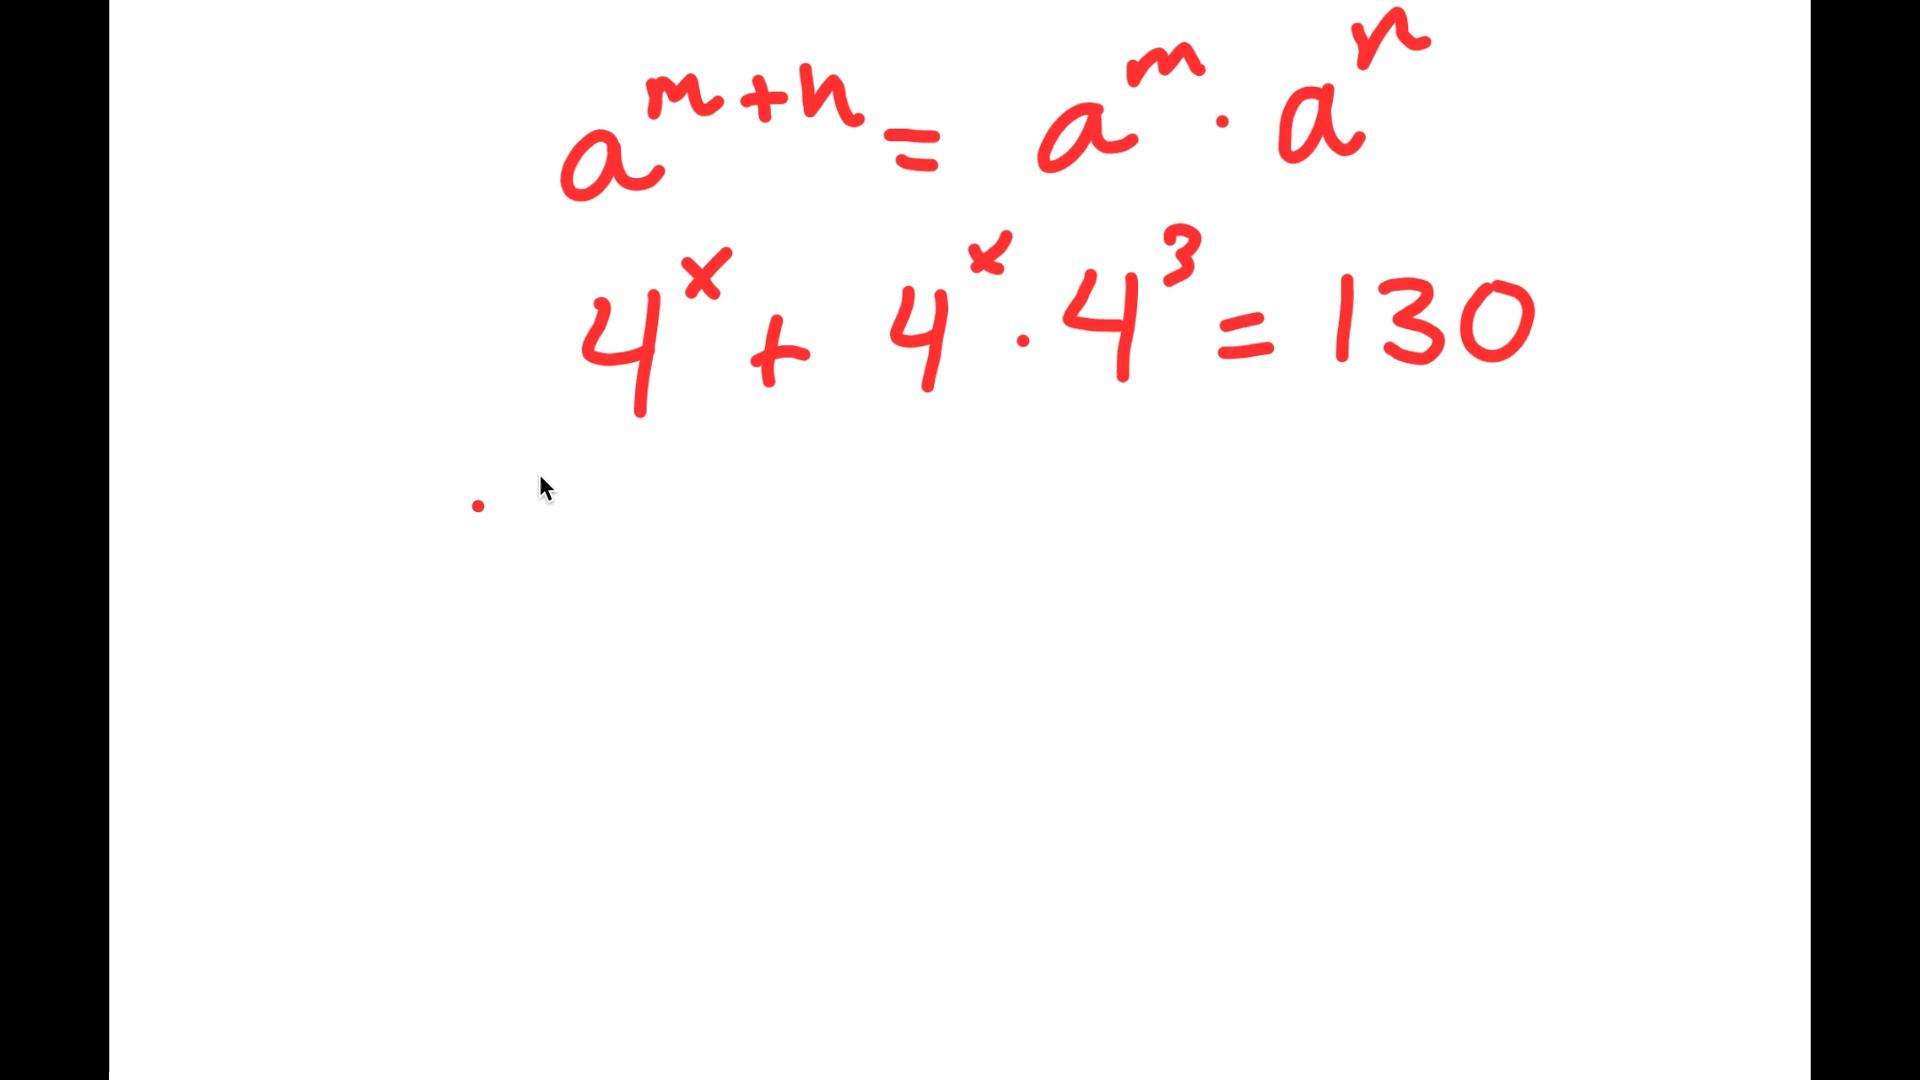 a^{m+n} = a^m · a^n
4^x + 4^x · 4^3 = 130